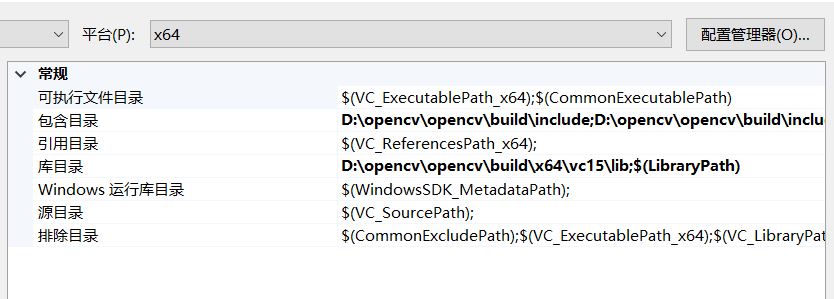 平台(P): x64 配置管理器(O)...
常规
可执行文件目录 $(VC_ExecutablePath_x64);$(CommonExecutablePath)
包含目录 D:\opencv\opencv\build\include;D:\opencv\opencv\build\inclu
引用目录 $(VC_ReferencesPath_x64);
库目录 D:\opencv\opencv\build\x64\vc15\lib;$(LibraryPath)
Windows 运行库目录 $(WindowsSDK_MetadataPath);
源目录 $(VC_SourcePath);
排除目录 $(CommonExcludePath);$(VC_ExecutablePath_x64);$(VC_LibraryPat